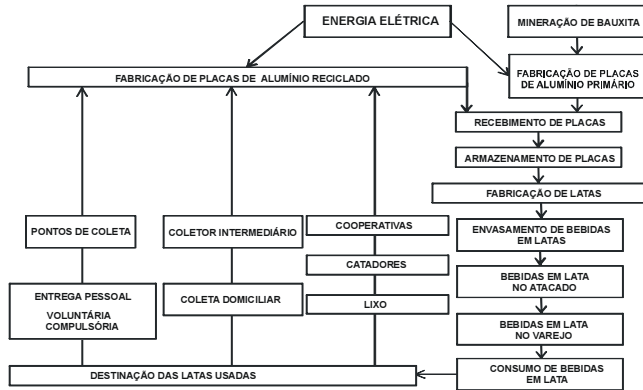 ENERGIA ELÉTRICA
MINERAÇÃO DE BAUXITA
FABRICAÇÃO DE PLACAS DE ALUMÍNIO RECICLADO
FABRICAÇÃO DE PLACAS
DE ALUMÍNIO PRIMÁRIO
RECEBIMENTO DE PLACAS
ARMAZENAMENTO DE PLACAS
FABRICAÇÃO DE LATAS
PONTOS DE COLETA
COLETOR INTERMEDIÁRIO
COOPERATIVAS
ENVASAMENTO DE BEBIDAS
EM LATAS
CATADORES
BEBIDAS EM LATA
NO ATACADO
ENTREGA PESSOAL
VOLUNTÁRIA
COMPULSÓRIA
COLETA DOMICILIAR
LIXO
BEBIDAS EM LATA
NO VAREJO
DESTINAÇÃO DAS LATAS USADAS
CONSUMO DE BEBIDAS
EM LATA